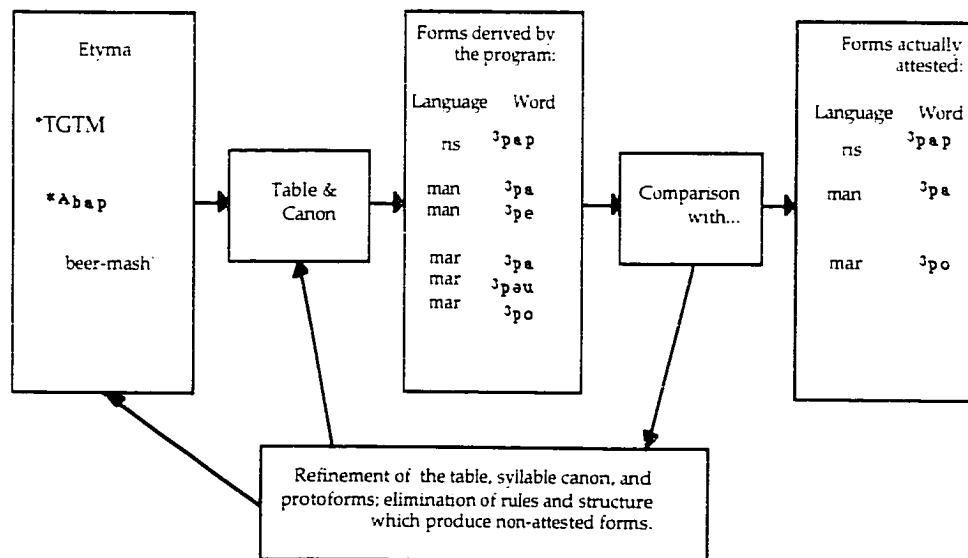 Etyma
*TGTM
*ᴬbap
beer-mash'
Table &
Canon
Forms derived by
the program:
Language Word
ris ³pap
man ³pa
man ³pe
mar ³pa
mar ³pəu
mar ³po
Comparison
with...
Forms actually
attested:
Language Word
ris ³pap
man ³pa
mar ³po
Refinement of the table, syllable canon, and
protoforms; elimination of rules and structure
which produce non-attested forms.